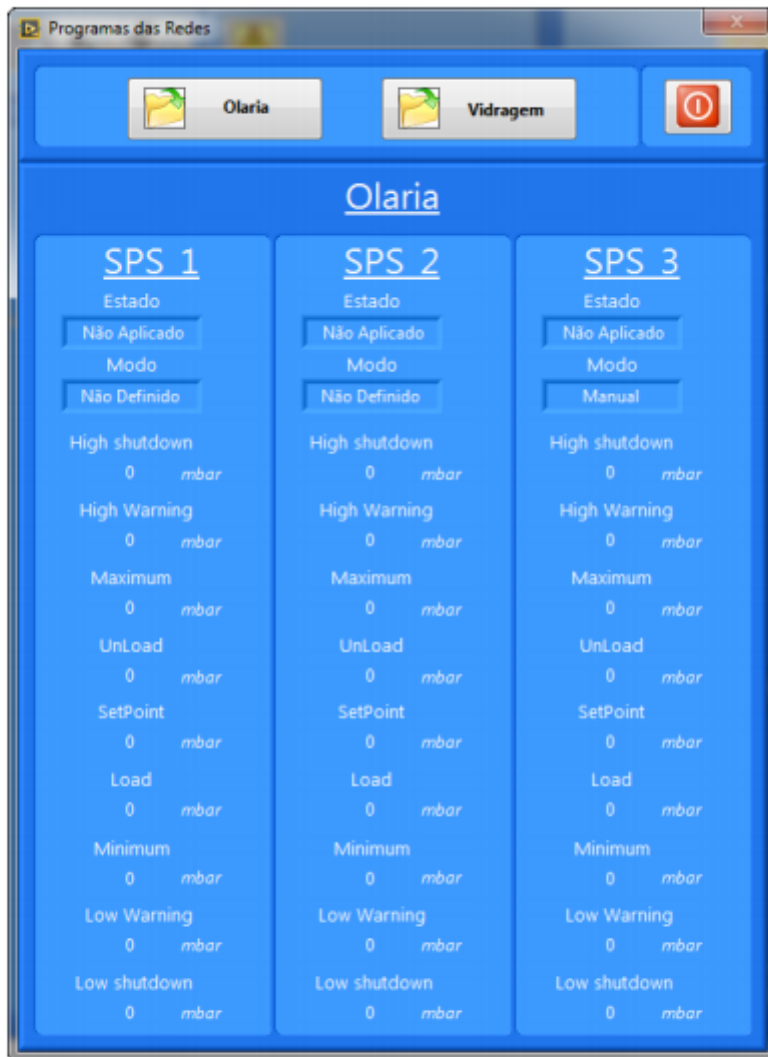 Programas das Redes
Olaria Vidragem
Olaria
SPS 1
Estado
Não Aplicado
Modo
Não Definido
High shutdown
0 mbar
High Warning
0 mbar
Maximum
0 mbar
UnLoad
0 mbar
SetPoint
0 mbar
Load
0 mbar
Minimum
0 mbar
Low Warning
0 mbar
Low shutdown
0 mbar
SPS 2
Estado
Não Aplicado
Modo
Não Definido
High shutdown
0 mbar
High Warning
0 mbar
Maximum
0 mbar
UnLoad
0 mbar
SetPoint
0 mbar
Load
0 mbar
Minimum
0 mbar
Low Warning
0 mbar
Low shutdown
0 mbar
SPS 3
Estado
Não Aplicado
Modo
Manual
High shutdown
0 mbar
High Warning
0 mbar
Maximum
0 mbar
UnLoad
0 mbar
SetPoint
0 mbar
Load
0 mbar
Minimum
0 mbar
Low Warning
0 mbar
Low shutdown
0 mbar